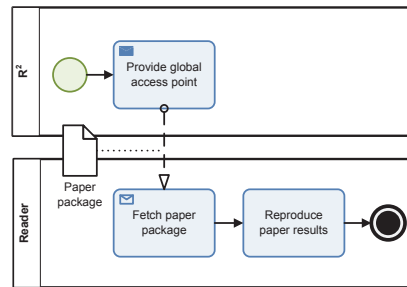 R²
Provide global
access point
Paper
package
Reader
Fetch paper
package
Reproduce
paper results